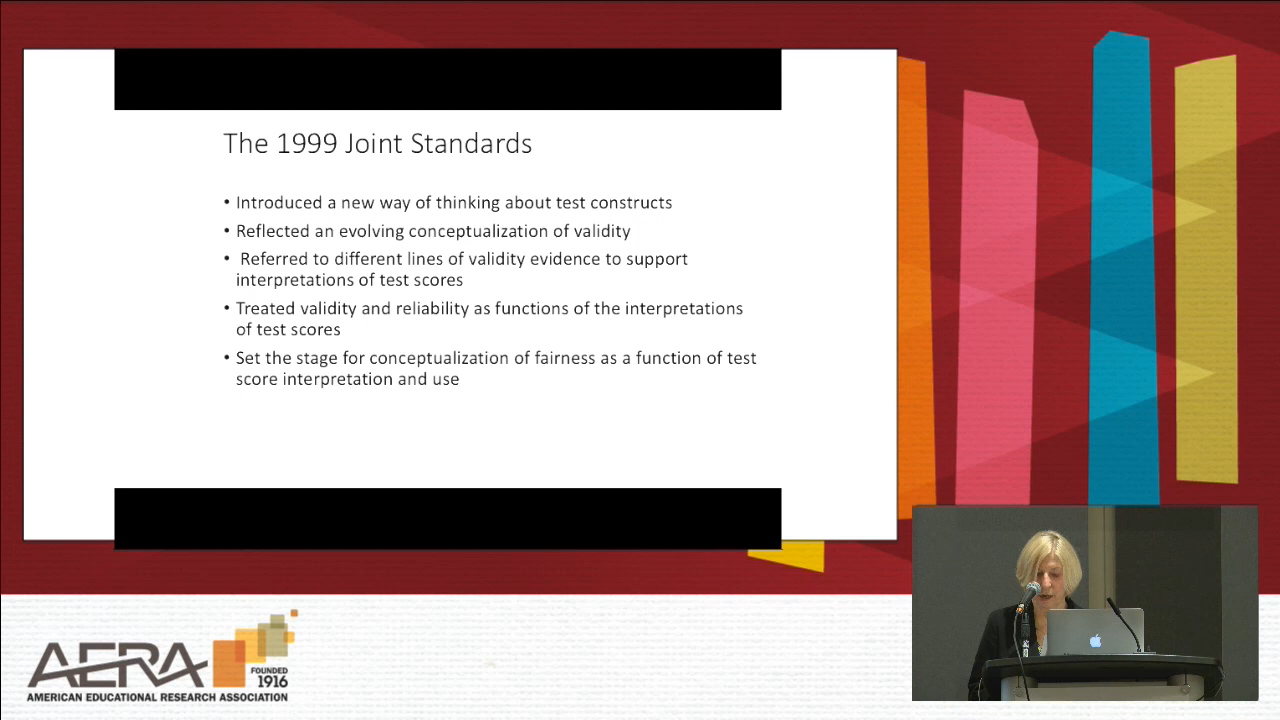 The 1999 Joint Standards
• Introduced a new way of thinking about test constructs
• Reflected an evolving conceptualization of validity
• Referred to different lines of validity evidence to support
interpretations of test scores
• Treated validity and reliability as functions of the interpretations
of test scores
• Set the stage for conceptualization of fairness as a function of test
score interpretation and use
AERA
FOUNDED
1916
AMERICAN EDUCATIONAL RESEARCH ASSOCIATION